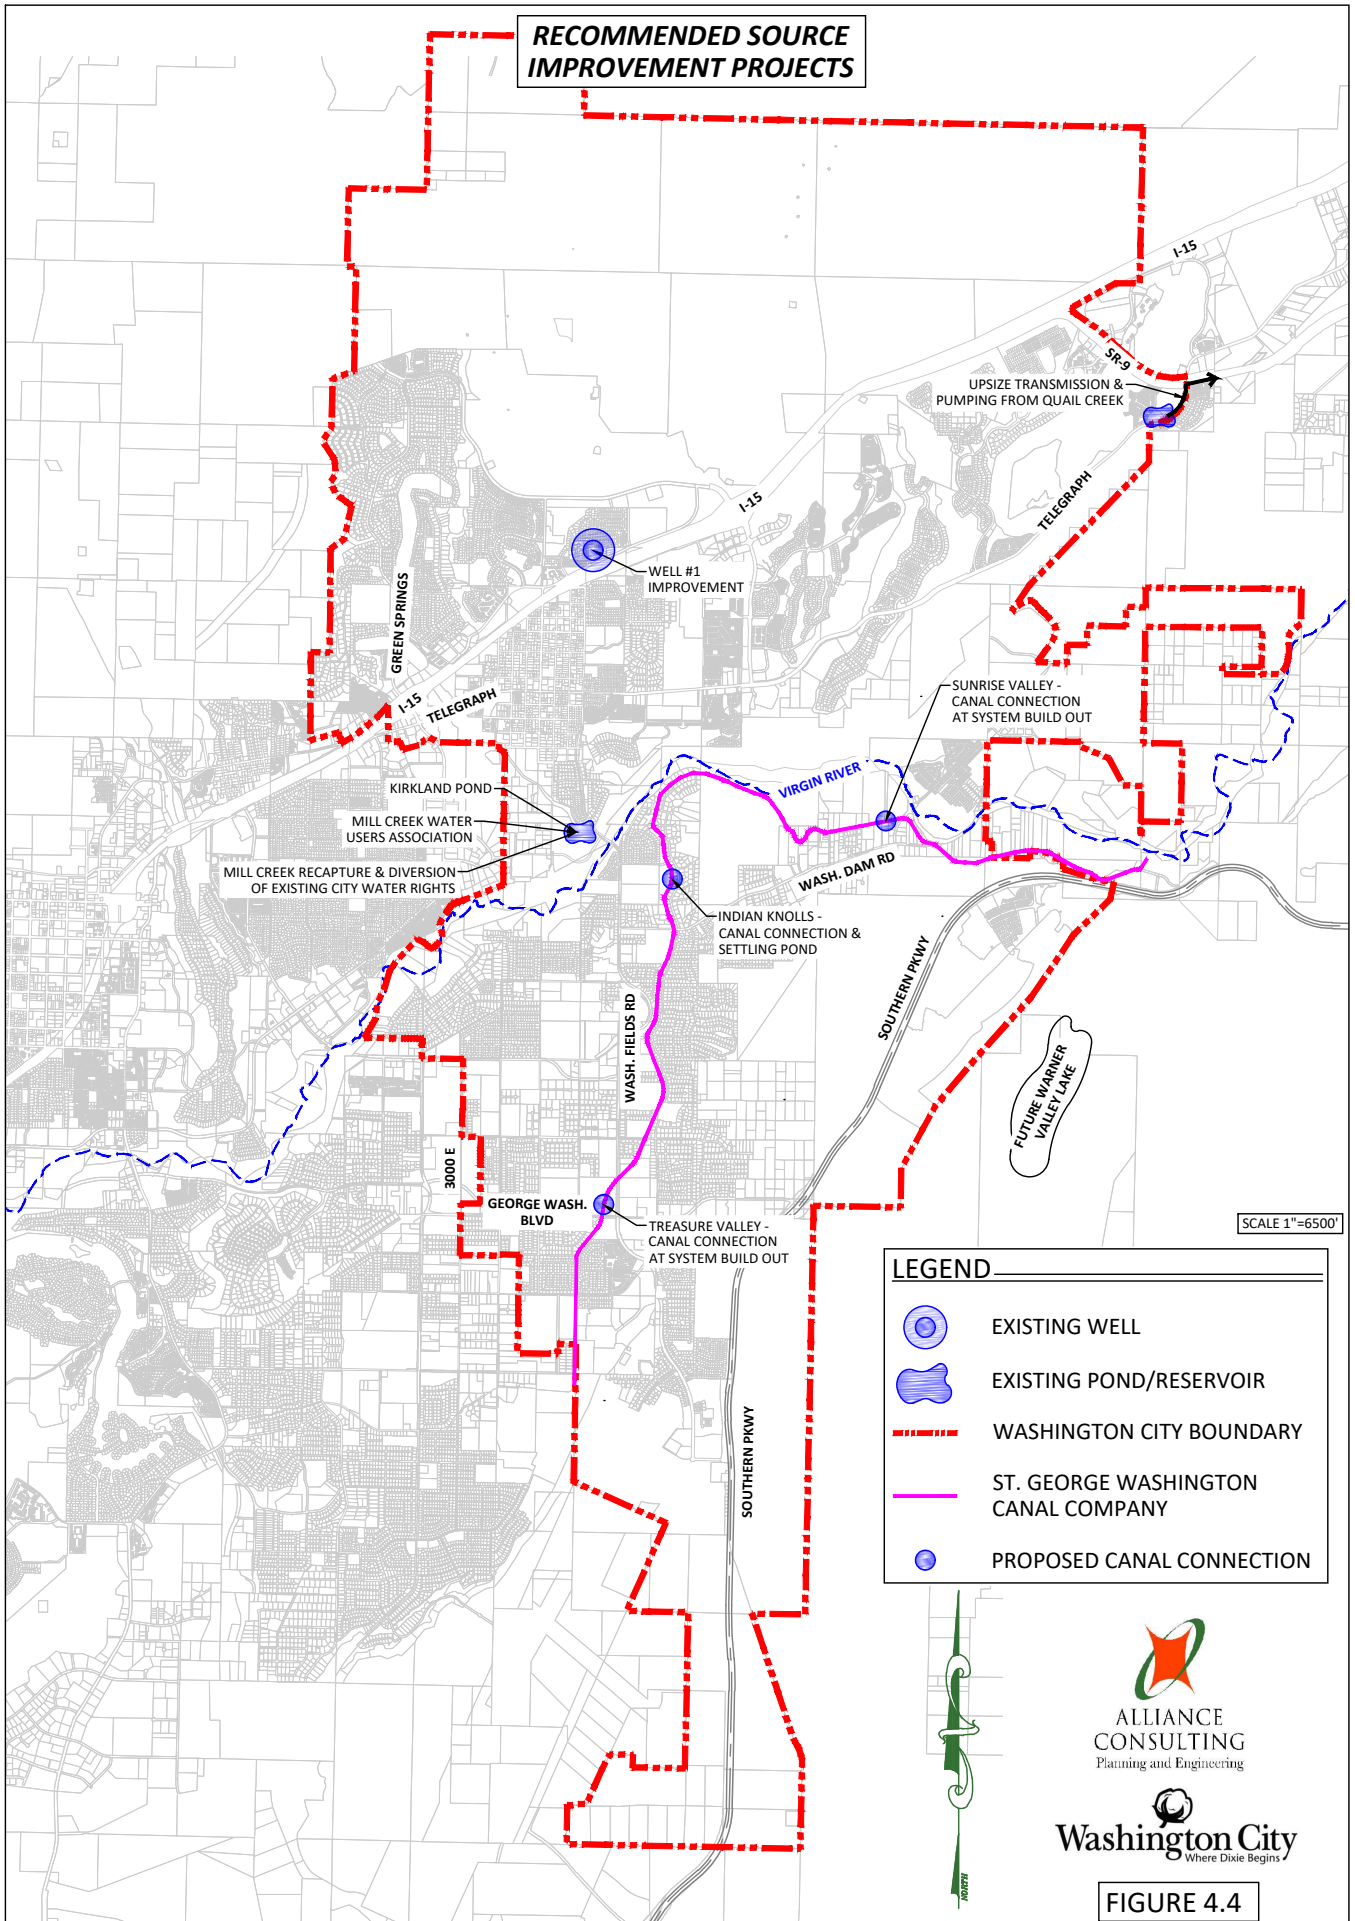 RECOMMENDED SOURCE
IMPROVEMENT PROJECTS
I-15
SR-9
UPSIZE TRANSMISSION &
PUMPING FROM QUAIL CREEK
TELEGRAPH
I-15
WELL #1
IMPROVEMENT
GREEN SPRINGS
I-15
TELEGRAPH
SUNRISE VALLEY -
CANAL CONNECTION
AT SYSTEM BUILD OUT
VIRGIN RIVER
KIRKLAND POND
MILL CREEK WATER
USERS ASSOCIATION
MILL CREEK RECAPTURE & DIVERSION
OF EXISTING CITY WATER RIGHTS
WASH. DAM RD
INDIAN KNOLLS -
CANAL CONNECTION &
SETTLING POND
SOUTHERN PKWY
WASH. FIELDS RD
FUTURE WARNER
VALLEY LAKE
3000 E
GEORGE WASH.
BLVD
TREASURE VALLEY -
CANAL CONNECTION
AT SYSTEM BUILD OUT
SOUTHERN PKWY
SCALE 1"=6500'
LEGEND
EXISTING WELL
EXISTING POND/RESERVOIR
WASHINGTON CITY BOUNDARY
ST. GEORGE WASHINGTON
CANAL COMPANY
PROPOSED CANAL CONNECTION
NORTH
ALLIANCE
CONSULTING
Planning and Engineering
Washington City
Where Dixie Begins
FIGURE 4.4